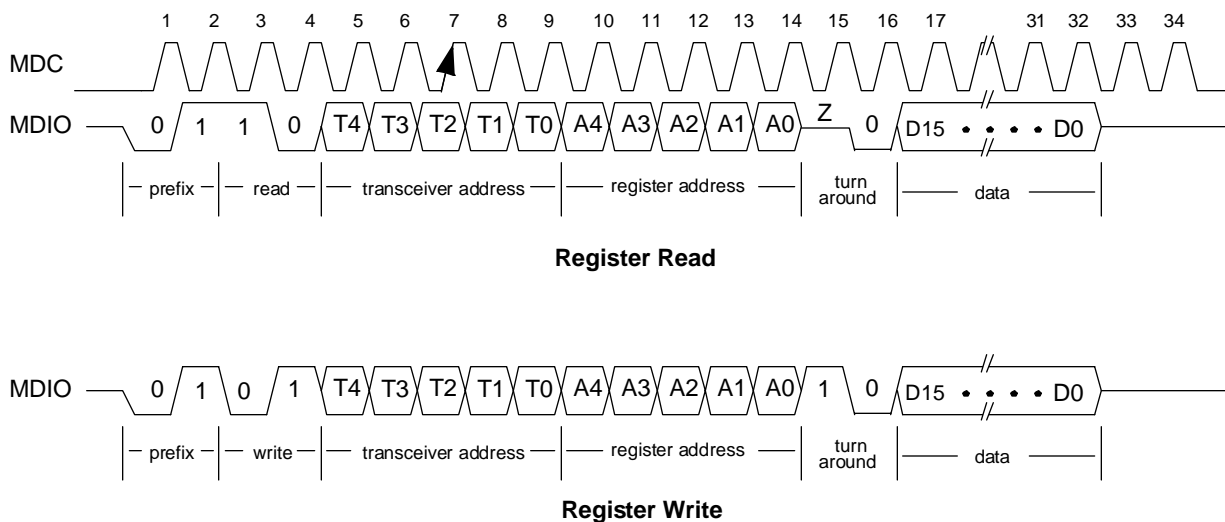 1 2 3 4 5 6 7 8 9 10 11 12 13 14 15 16 17 31 32 33 34
MDC
MDIO 0 1 1 0 T4 T3 T2 T1 T0 A4 A3 A2 A1 A0 Z 0 D15 • • • • D0
prefix read transceiver address register address turn around data
Register Read
MDIO 0 1 0 1 T4 T3 T2 T1 T0 A4 A3 A2 A1 A0 1 0 D15 • • • • D0
prefix write transceiver address register address turn around data
Register Write